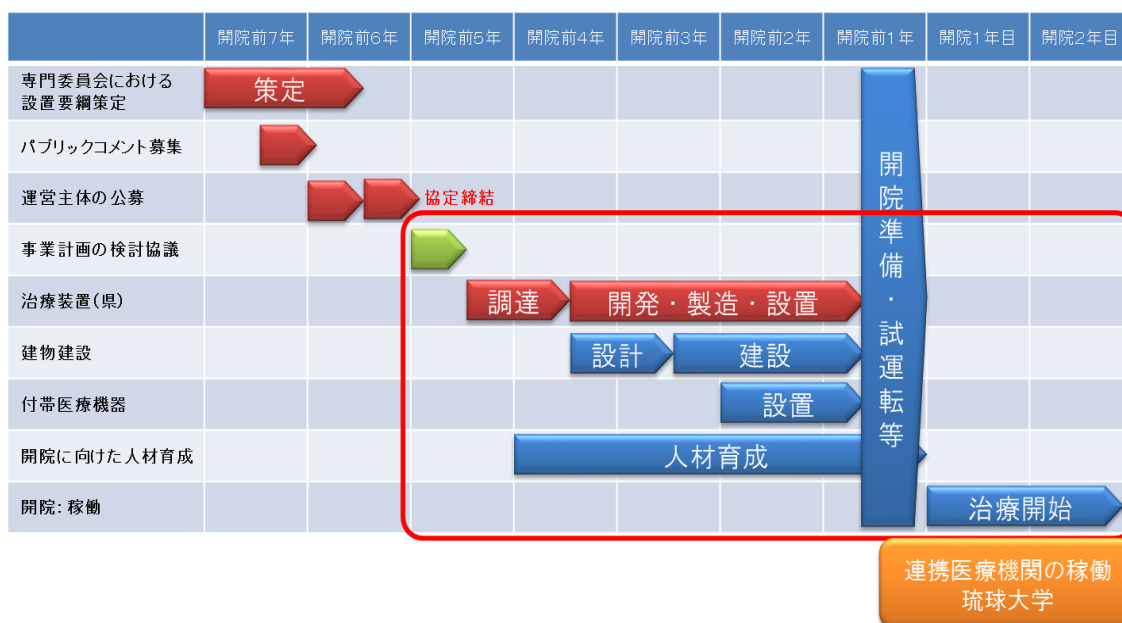 開院前7年 開院前6年 開院前5年 開院前4年 開院前3年 開院前2年 開院前1年 開院1年目 開院2年目
専門委員会における
設置要綱策定
策定
パブリックコメント募集
運営主体の公募
協定締結
事業計画の検討協議
治療装置(県)
調達
開発・製造・設置
建物建設
設計
建設
付帯医療機器
設置
開院に向けた人材育成
人材育成
開院準備・試運転等
開院:稼働
治療開始
連携医療機関の稼働
琉球大学